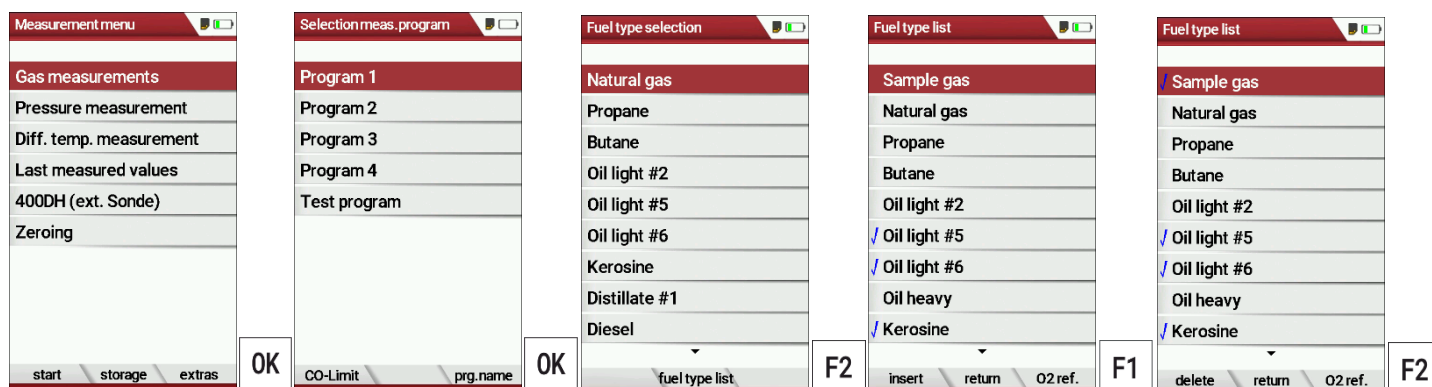 Measurement menu
Gas measurements
Pressure measurement
Diff. temp. measurement
Last measured values
400DH (ext. Sonde)
Zeroing
start storage extras
OK
Selection meas.program
Program 1
Program 2
Program 3
Program 4
Test program
CO-Limit prg.name
OK
Fuel type selection
Natural gas
Propane
Butane
Oil light #2
Oil light #5
Oil light #6
Kerosine
Distillate #1
Diesel
fuel type list
F2
Fuel type list
Sample gas
Natural gas
Propane
Butane
Oil light #2
Oil light #5
Oil light #6
Oil heavy
Kerosine
insert return O2 ref.
F1
Fuel type list
Sample gas
Natural gas
Propane
Butane
Oil light #2
Oil light #5
Oil light #6
Oil heavy
Kerosine
delete return O2 ref.
F2